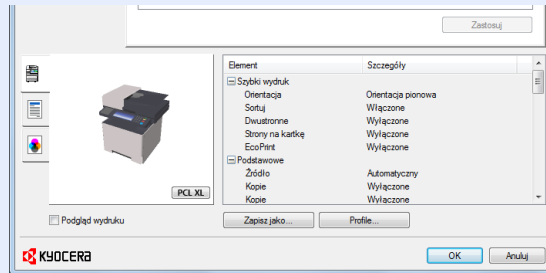 Zastosuj
Element Szczegóły
Szybki wydruk
Orientacja Orientacja pionowa
Sortuj Włączone
Dwustronne Wyłączone
Strony na kartkę Wyłączone
EcoPrint Wyłączone
Podstawowe
Źródło Automatyczny
Kopie Wyłączone
Kopie Wyłączone
PCL XL
Podgląd wydruku Zapisz jako... Profile...
KYOCERA OK Anuluj